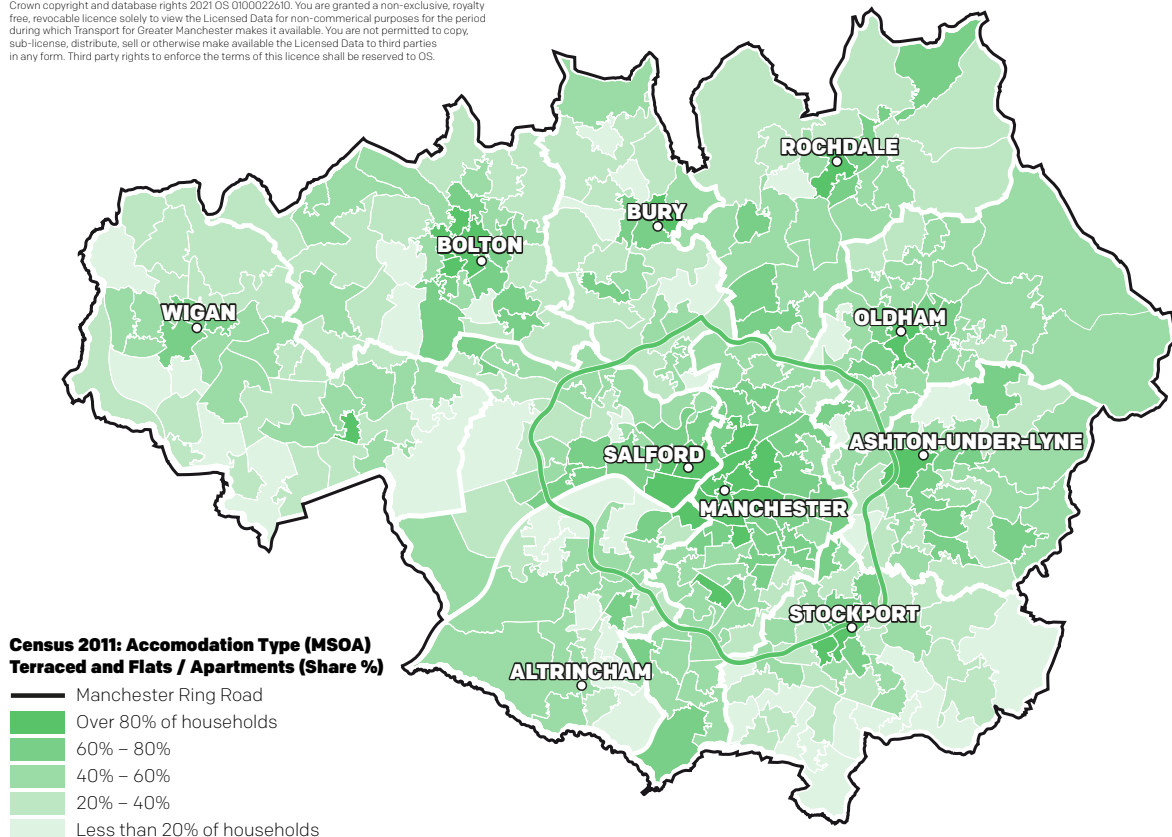 Crown copyright and database rights 2021 OS 0100022610. You are granted a non-exclusive, royalty
free, revocable licence solely to view the Licensed Data for non-commerical purposes for the period
during which Transport for Greater Manchester makes it available. You are not permitted to copy,
sub-license, distribute, sell or otherwise make available the Licensed Data to third parties
in any form. Third party rights to enforce the terms of this licence shall be reserved to OS.
ROCHDALE
BURY
BOLTON
WIGAN
OLDHAM
ASHTON-UNDER-LYNE
SALFORD
MANCHESTER
STOCKPORT
ALTRINCHAM
Census 2011: Accomodation Type (MSOA)
Terraced and Flats / Apartments (Share %)
Manchester Ring Road
Over 80% of households
60% – 80%
40% – 60%
20% – 40%
Less than 20% of households